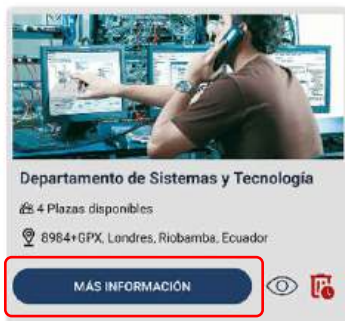 Departamento de Sistemas y Tecnología
4 Plazas disponibles
8984+GPX, Londres, Riobamba, Ecuador
MÁS INFORMACIÓN